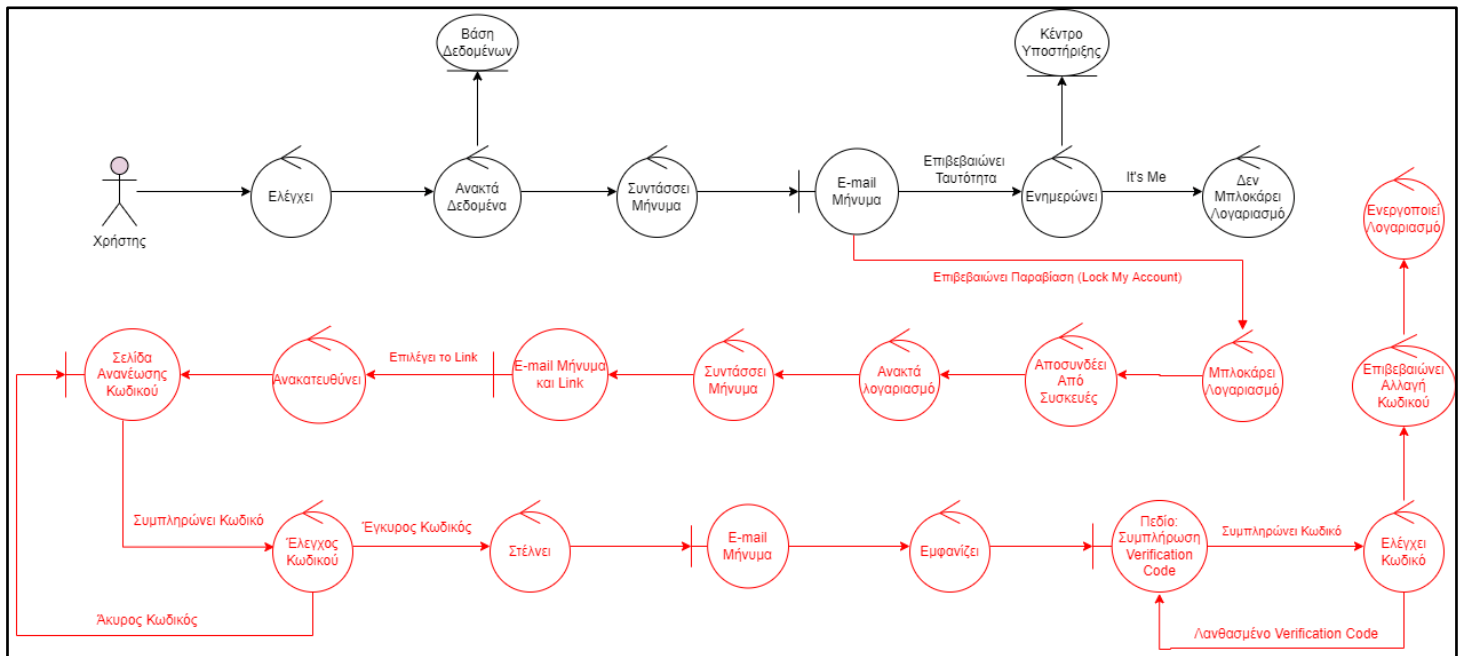 Βάση
Δεδομένων
Κέντρο
Υποστήριξης
Χρήστης
Ελέγχει
Ανακτά
Δεδομένα
Συντάσσει
Μήνυμα
E-mail
Μήνυμα
Επιβεβαιώνει
Ταυτότητα
Ενημερώνει
It's Me
Δεν
Μπλοκάρει
Λογαριασμό
Ενεργοποιεί
Λογαριασμό
Επιβεβαιώνει Παραβίαση (Lock My Account)
Σελίδα
Ανανέωσης
Κωδικού
Ανακατευθύνει
Επιλέγει το Link
E-mail Μήνυμα
και Link
Συντάσσει
Μήνυμα
Ανακτά
λογαριασμό
Αποσυνδέει
Από
Συσκευές
Μπλοκάρει
Λογαριασμό
Επιβεβαιώνει
Αλλαγή
Κωδικού
Συμπληρώνει Κωδικό
Έλεγχος
Κωδικού
Έγκυρος Κωδικός
Στέλνει
E-mail
Μήνυμα
Εμφανίζει
Πεδίο:
Συμπλήρωση
Verification
Code
Συμπληρώνει Κωδικό
Ελέγχει
Κωδικό
Άκυρος Κωδικός
Λανθασμένο Verification Code